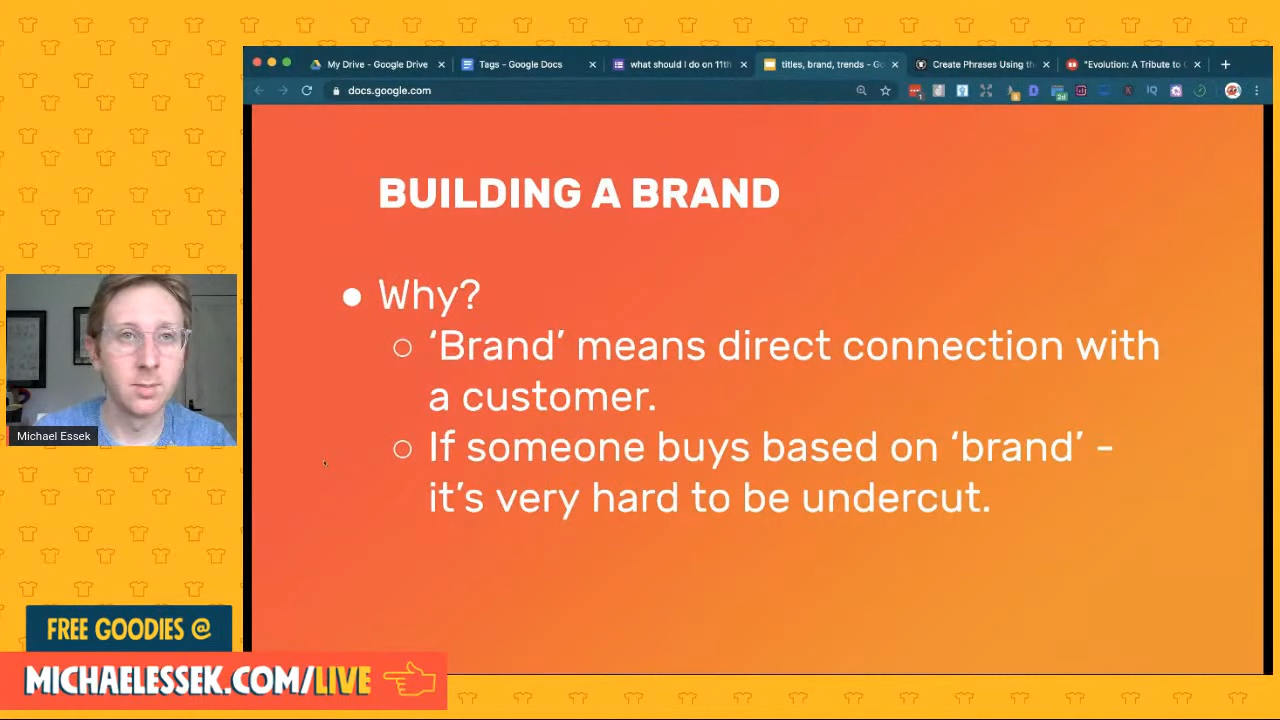 My Drive - Google Drive
Tags - Google Docs
what should I do on 11th
titles, brand, trends - Go
Create Phrases Using th
"Evolution: A Tribute to
docs.google.com
BUILDING A BRAND
Why?
‘Brand’ means direct connection with
a customer.
If someone buys based on ‘brand’ -
it’s very hard to be undercut.
Michael Essek
FREE GOODIES @
MICHAELESSEK.COM/LIVE